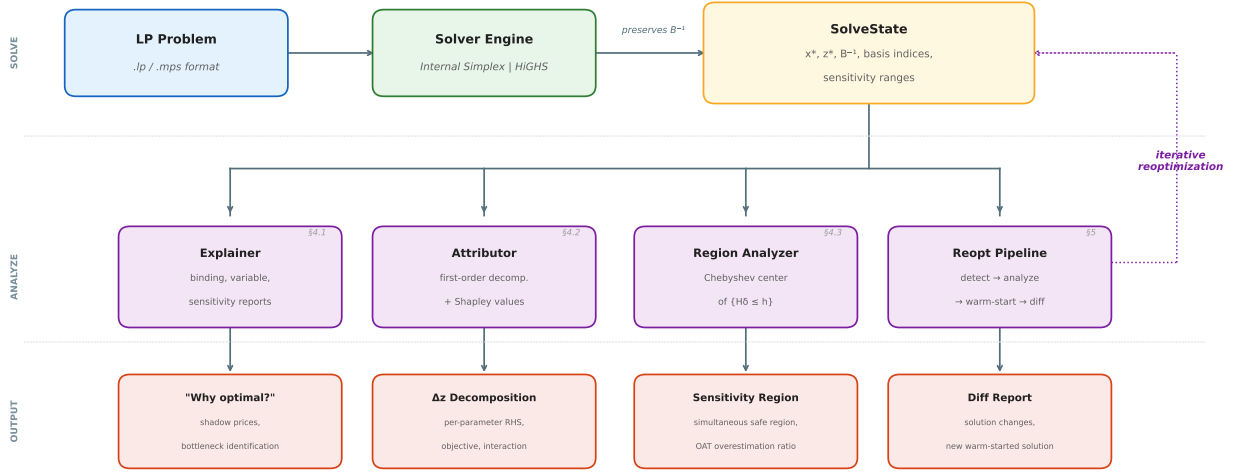 SOLVE
LP Problem
.lp / .mps format
Solver Engine
Internal Simplex | HiGHS
preserves B⁻¹
SolveState
x*, z*, B⁻¹, basis indices,
sensitivity ranges
iterative
reoptimization
ANALYZE
§4.1
Explainer
binding, variable,
sensitivity reports
§4.2
Attributor
first-order decomp.
+ Shapley values
§4.3
Region Analyzer
Chebyshev center
of {Hδ ≤ h}
§5
Reopt Pipeline
detect → analyze
→ warm-start → diff
OUTPUT
"Why optimal?"
shadow prices,
bottleneck identification
Δz Decomposition
per-parameter RHS,
objective, interaction
Sensitivity Region
simultaneous safe region,
OAT overestimation ratio
Diff Report
solution changes,
new warm-started solution